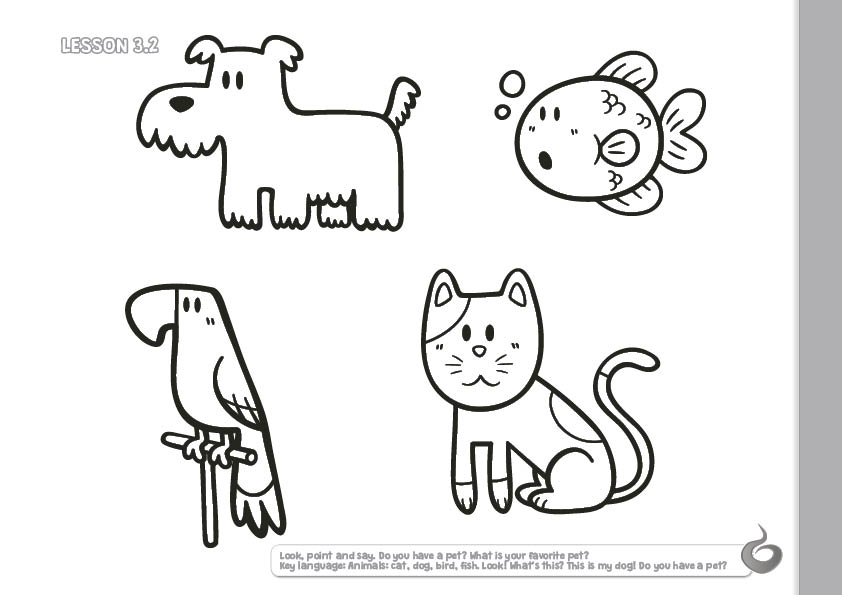 LESSON 3.2
Look, point and say. Do you have a pet? What is your favorite pet?
Key language: Animals: cat, dog, bird, fish. Look! What's this? This is my dog! Do you have a pet?